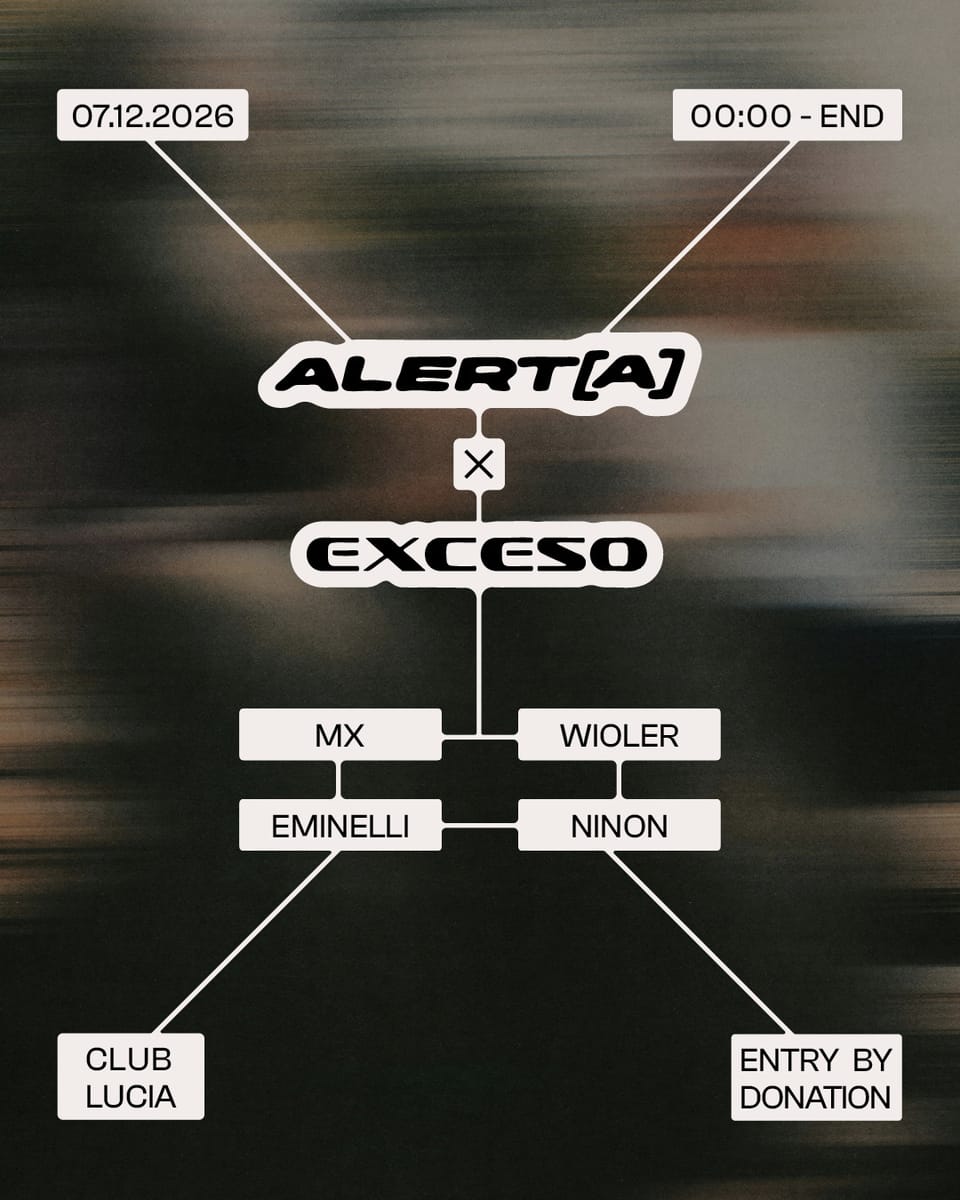 07.12.2026
00:00 - END
ALERT[A]
X
EXCESO
MX
WIOLER
EMINELLI
NINON
CLUB
LUCIA
ENTRY BY
DONATION